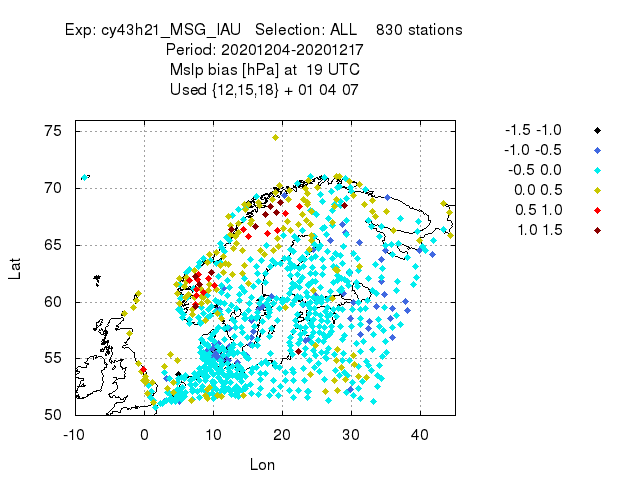 Exp: cy43h21_MSG_IAU   Selection: ALL    830 stations
Period: 20201204-20201217
Mslp bias [hPa] at  19 UTC
Used {12,15,18} + 01 04 07
-1.5 -1.0
-1.0 -0.5
-0.5 0.0
0.0 0.5
0.5 1.0
1.0 1.5
75
70
65
60
55
50
Lat
-10 0 10 20 30 40
Lon